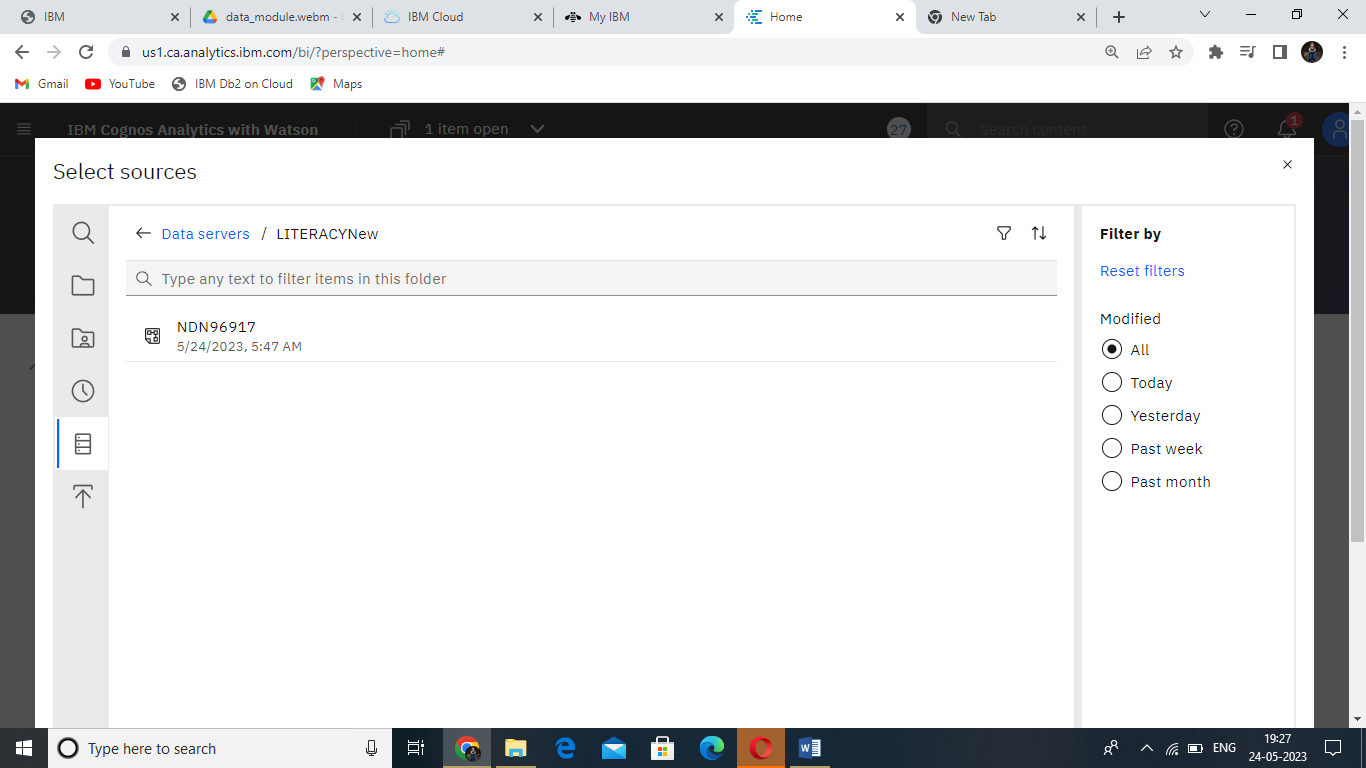 IBM
data_module.webm -
IBM Cloud
My IBM
Home
New Tab
us1.ca.analytics.ibm.com/bi/?perspective=home#
Gmail
YouTube
IBM Db2 on Cloud
Maps
IBM Cognos Analytics with Watson
1 item open
27
Search content
1
Select sources
Data servers / LITERACYNew
Type any text to filter items in this folder
NDN96917
5/24/2023, 5:47 AM
Filter by
Reset filters
Modified
All
Today
Yesterday
Past week
Past month
Type here to search
ENG
19:27
24-05-2023